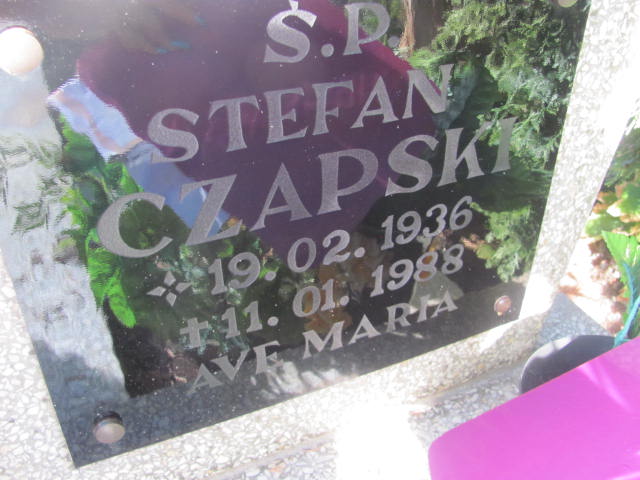 Ś.P.
STEFAN
CZAPSKI
19.02.1936
✝11.01.1988
AVE MARIA